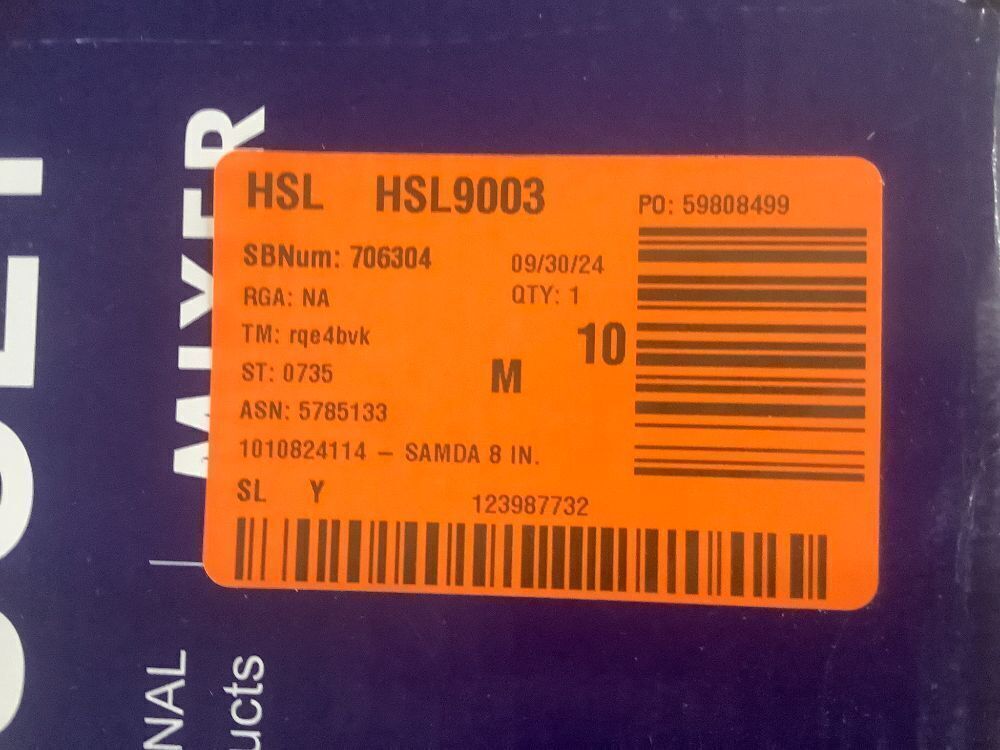 HSL HSL9003
PO: 59808499
SBNum: 706304
09/30/24
RGA: NA
QTY: 1
TM: rqe4bvk
10
ST: 0735
M
ASN: 5785133
1010824114 – SAMDA 8 IN.
SL Y
123987732
MIXER
NAL
ucts